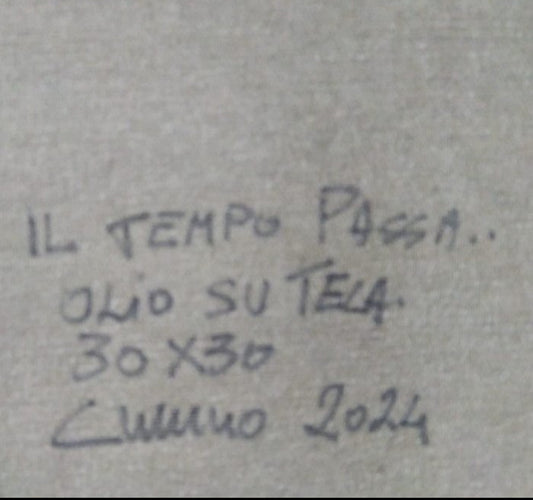 IL TEMPO PASSA..
OLIO SU TELA.
30X30
2024